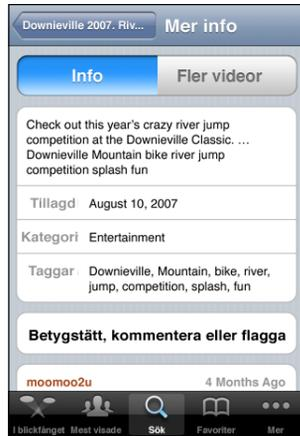 Downieville 2007. Riv... Mer info
Info Fler videor
Check out this year's crazy river jump
competition at the Downieville Classic. ...
Downieville Mountain bike river jump
competition splash fun
Tillagd August 10, 2007
Kategori Entertainment
Taggar Downieville, Mountain, bike, river,
jump, competition, splash, fun
Betygstätt, kommentera eller flagga
moomoo2u 4 Months Ago
I blickfånget Mest visade Sök Favoriter Mer